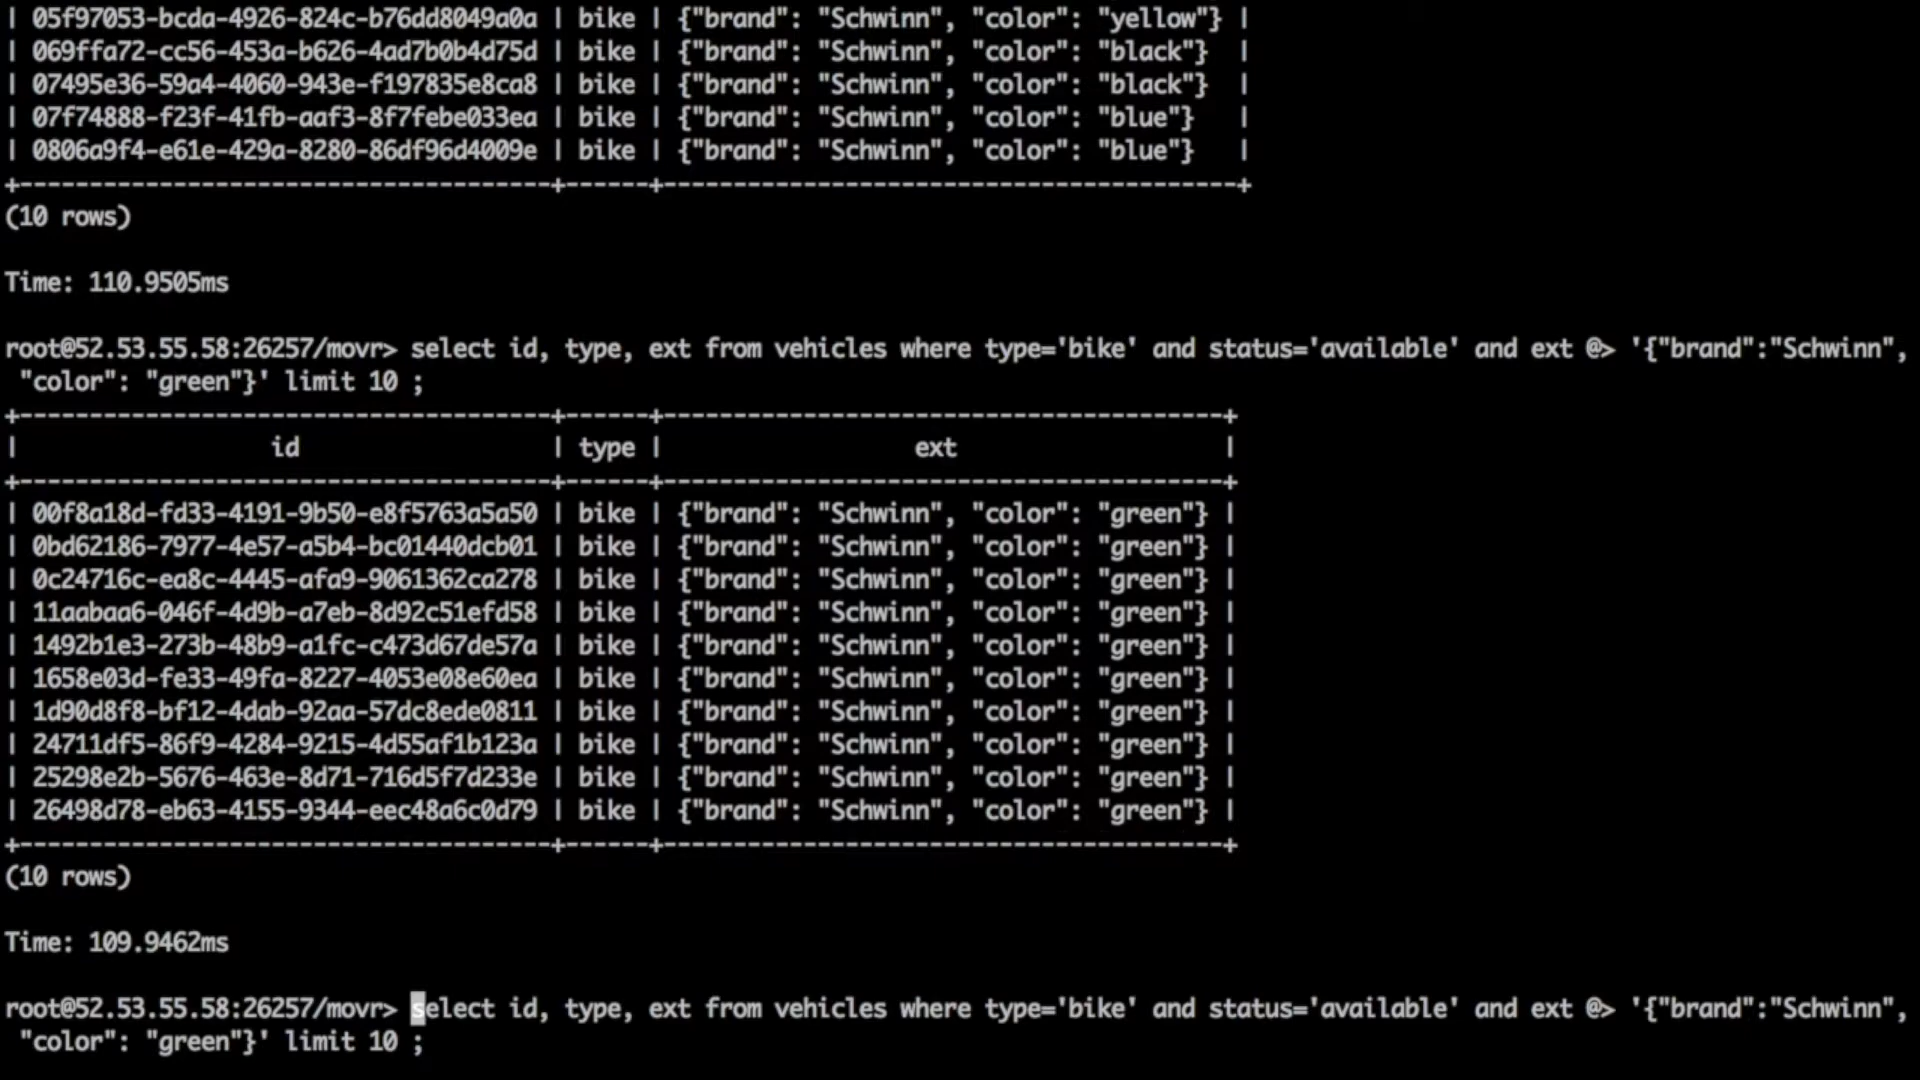 | 05f97053-bcda-4926-824c-b76dd8049a0a | bike | {"brand": "Schwinn", "color": "yellow"} |
| 069ffa72-cc56-453a-b626-4ad7b0b4d75d | bike | {"brand": "Schwinn", "color": "black"}  |
| 07495e36-59a4-4060-943e-f197835e8ca8 | bike | {"brand": "Schwinn", "color": "black"}  |
| 07f74888-f23f-41fb-aaf3-8f7febe033ea | bike | {"brand": "Schwinn", "color": "blue"}   |
| 0806a9f4-e61e-429a-8280-86df96d4009e | bike | {"brand": "Schwinn", "color": "blue"}   |
+--------------------------------------+------+-----------------------------------------+
(10 rows)
Time: 110.9505ms
root@52.53.55.58:26257/movr> select id, type, ext from vehicles where type='bike' and status='available' and ext @> '{"brand":"Schwinn",
 "color": "green"}' limit 10 ;
+--------------------------------------+------+----------------------------------------+
|                  id                  | type |                  ext                   |
+--------------------------------------+------+----------------------------------------+
| 00f8a18d-fd33-4191-9b50-e8f5763a5a50 | bike | {"brand": "Schwinn", "color": "green"} |
| 0bd62186-7977-4e57-a5b4-bc01440dcb01 | bike | {"brand": "Schwinn", "color": "green"} |
| 0c24716c-ea8c-4445-afa9-9061362ca278 | bike | {"brand": "Schwinn", "color": "green"} |
| 11aabaa6-046f-4d9b-a7eb-8d92c51efd58 | bike | {"brand": "Schwinn", "color": "green"} |
| 1492b1e3-273b-48b9-a1fc-c473d67de57a | bike | {"brand": "Schwinn", "color": "green"} |
| 1658e03d-fe33-49fa-8227-4053e08e60ea | bike | {"brand": "Schwinn", "color": "green"} |
| 1d90d8f8-bf12-4dab-92aa-57dc8ede0811 | bike | {"brand": "Schwinn", "color": "green"} |
| 24711df5-86f9-4284-9215-4d55af1b123a | bike | {"brand": "Schwinn", "color": "green"} |
| 25298e2b-5676-463e-8d71-716d5f7d233e | bike | {"brand": "Schwinn", "color": "green"} |
| 26498d78-eb63-4155-9344-eec48a6c0d79 | bike | {"brand": "Schwinn", "color": "green"} |
+--------------------------------------+------+----------------------------------------+
(10 rows)
Time: 109.9462ms
root@52.53.55.58:26257/movr> select id, type, ext from vehicles where type='bike' and status='available' and ext @> '{"brand":"Schwinn",
 "color": "green"}' limit 10 ;